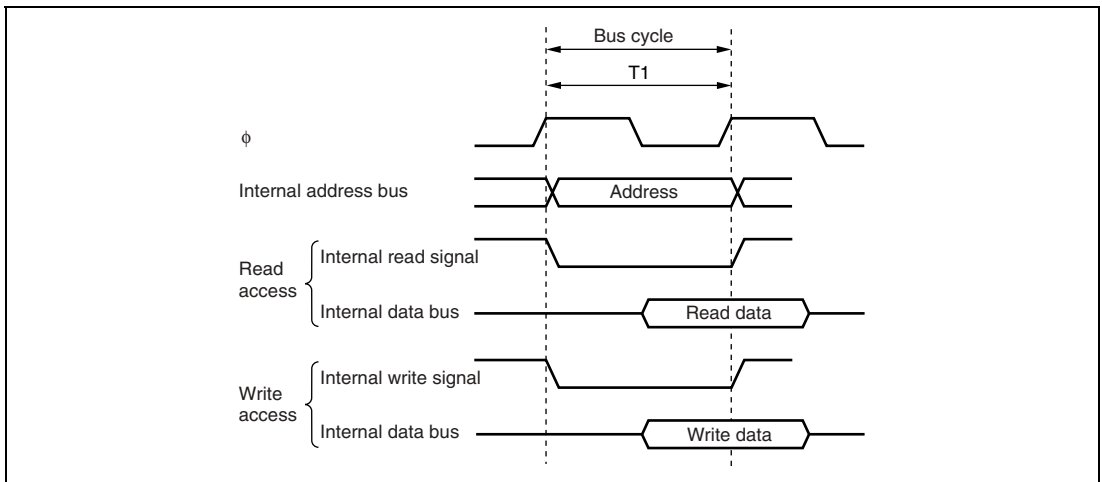 Bus cycle
T1
φ
Internal address bus
Address
Read
access
Internal read signal
Internal data bus
Read data
Write
access
Internal write signal
Internal data bus
Write data